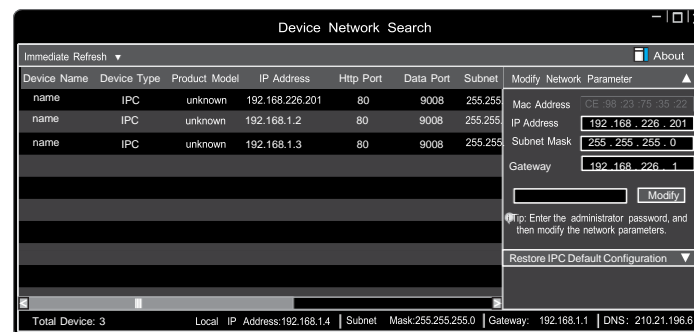 Device Network Search
Immediate Refresh ▼ About
Device Name Device Type Product Model IP Address Http Port Data Port Subnet Modify Network Parameter ▲
name IPC unknown 192.168.226.201 80 9008 255.255
name IPC unknown 192.168.1.2 80 9008 255.255.
name IPC unknown 192.168.1.3 80 9008 255.255
Mac Address CE :98 :23 :75 :35 :22
IP Address 192 .168 . 226 . 201
Subnet Mask 255 . 255 . 255 . 0
Gateway 192 .168 . 226 . 1
Modify
Tip: Enter the administrator password, and
then modify the network parameters.
Restore IPC Default Configuration ▼
Total Device: 3 Local IP Address:192.168.1.4 Subnet Mask:255.255.255.0 Gateway: 192.168.1.1 DNS: 210.21.196.6